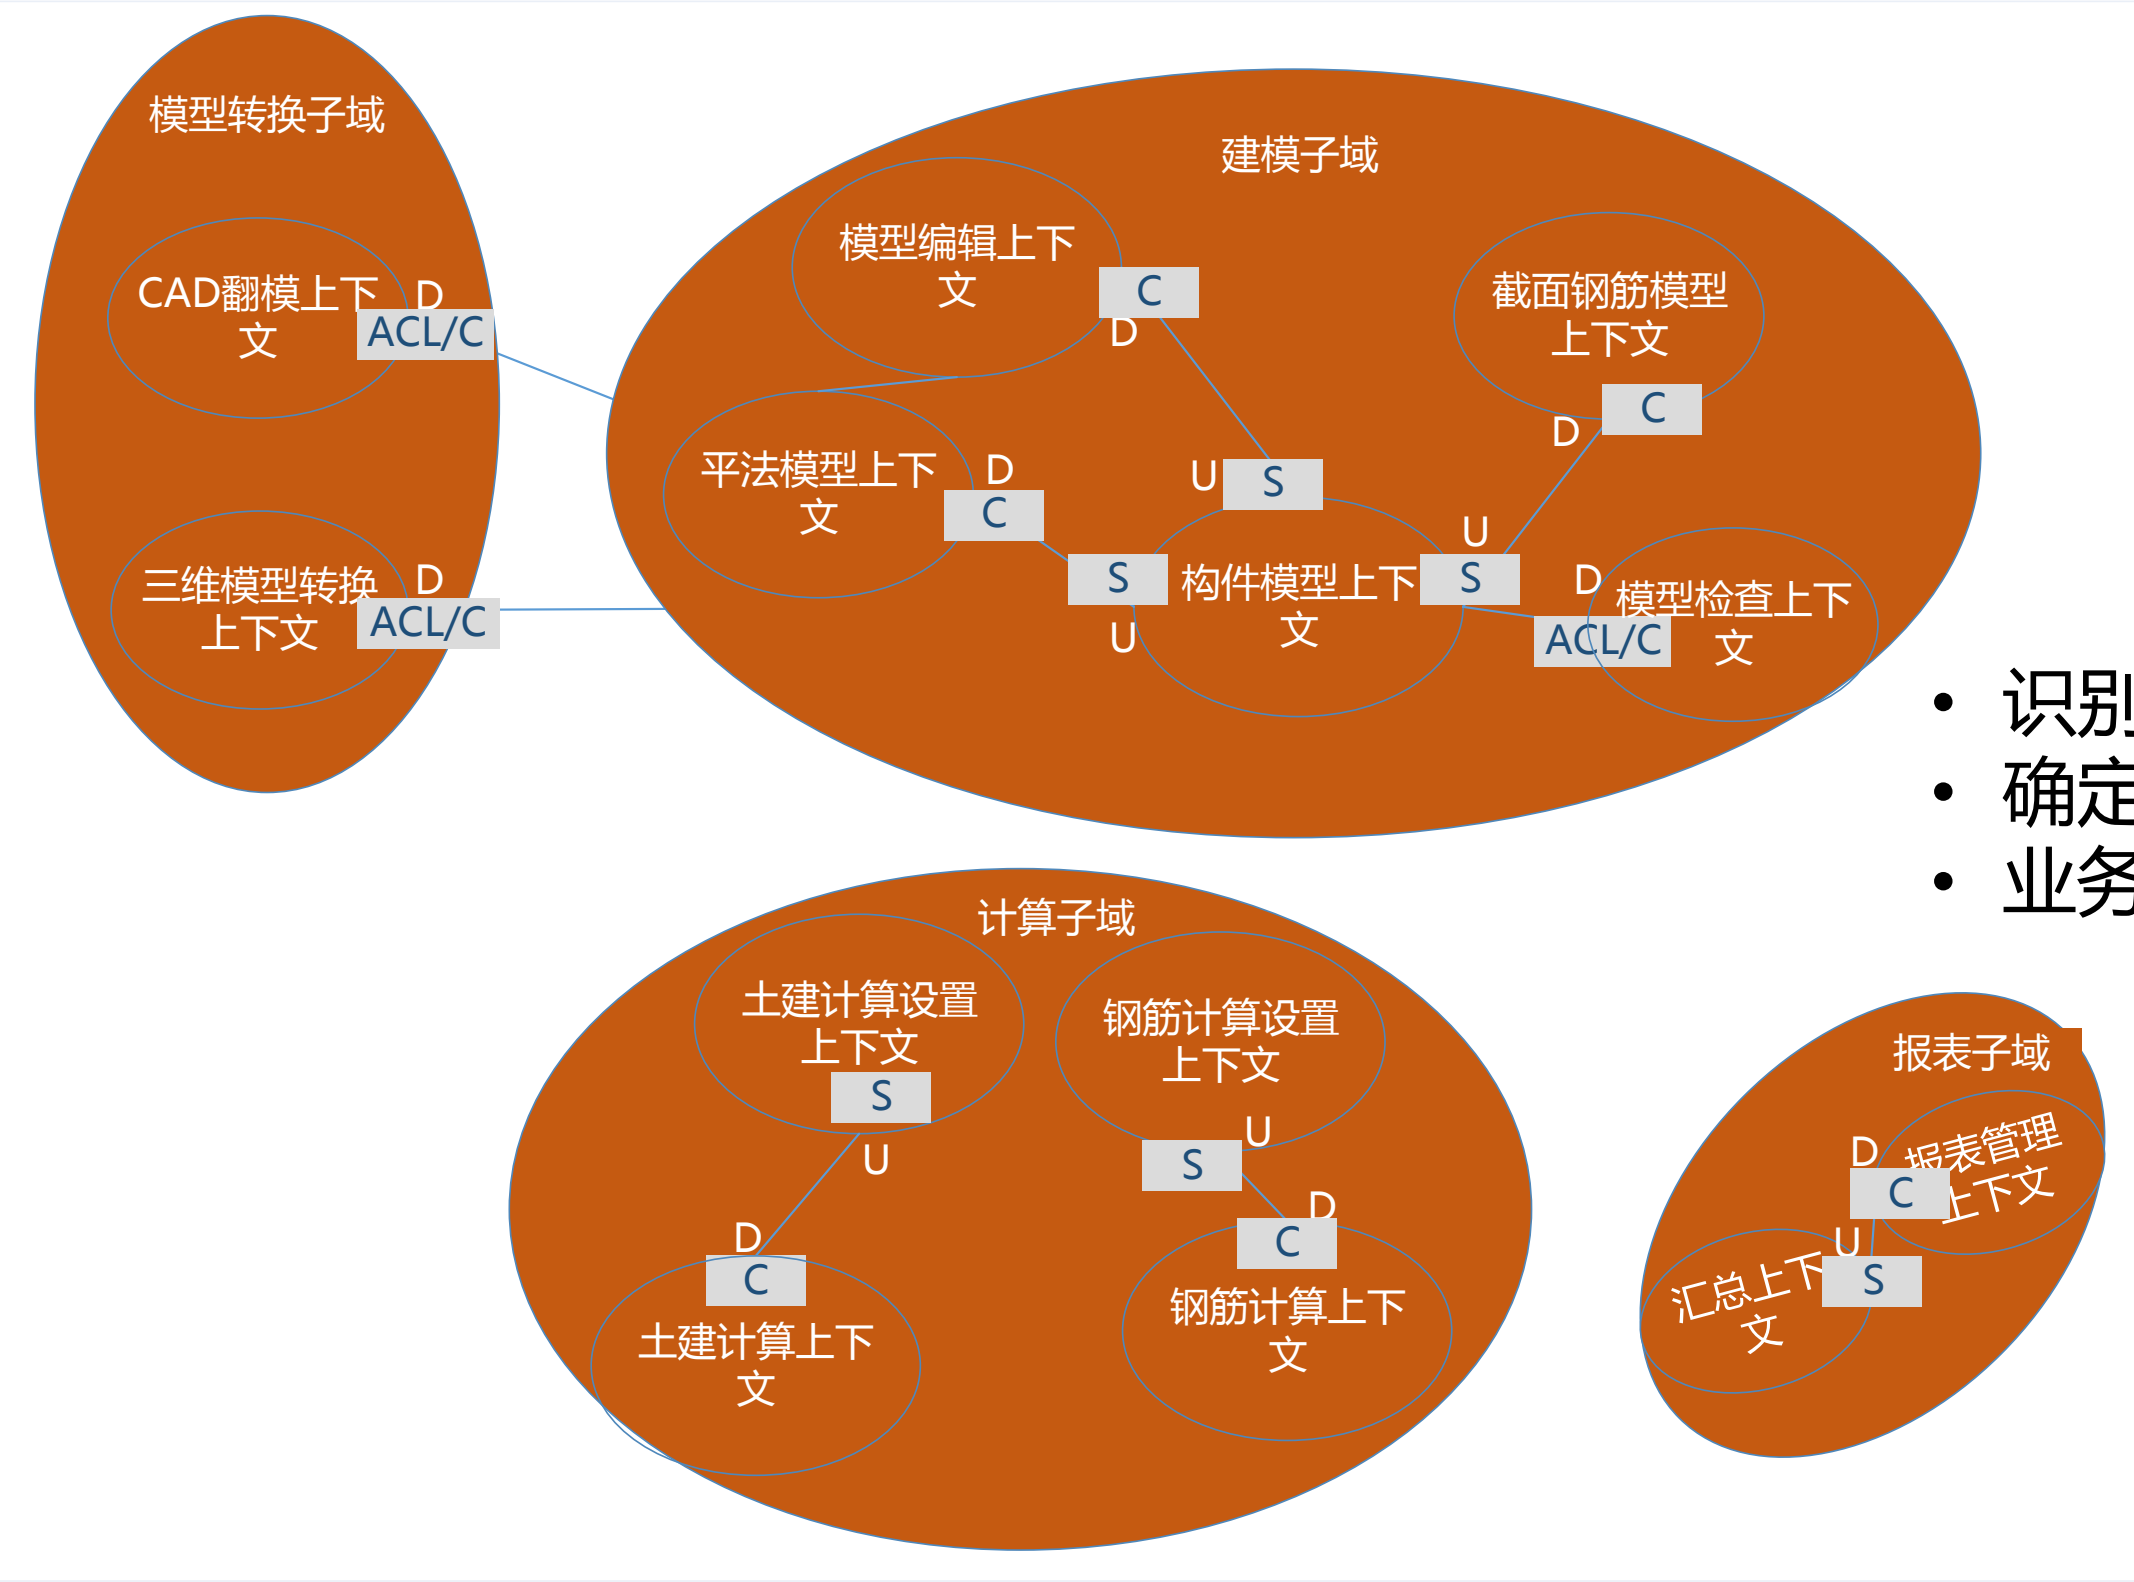 模型转换子域
CAD翻模上下
文
D
ACL/C
三维模型转换
上下文
D
ACL/C
建模子域
模型编辑上下
文
C
D
截面钢筋模型
上下文
C
D
平法模型上下
文
D
C
U
S
S
U
构件模型上下
文
U
S
D
ACL/C
模型检查上下
文
识别
确定
业务
计算子域
土建计算设置
上下文
S
U
D
C
土建计算上下
文
钢筋计算设置
上下文
U
S
D
C
钢筋计算上下
文
报表子域
报表管理
上下文
D
C
U
S
汇总上下
文